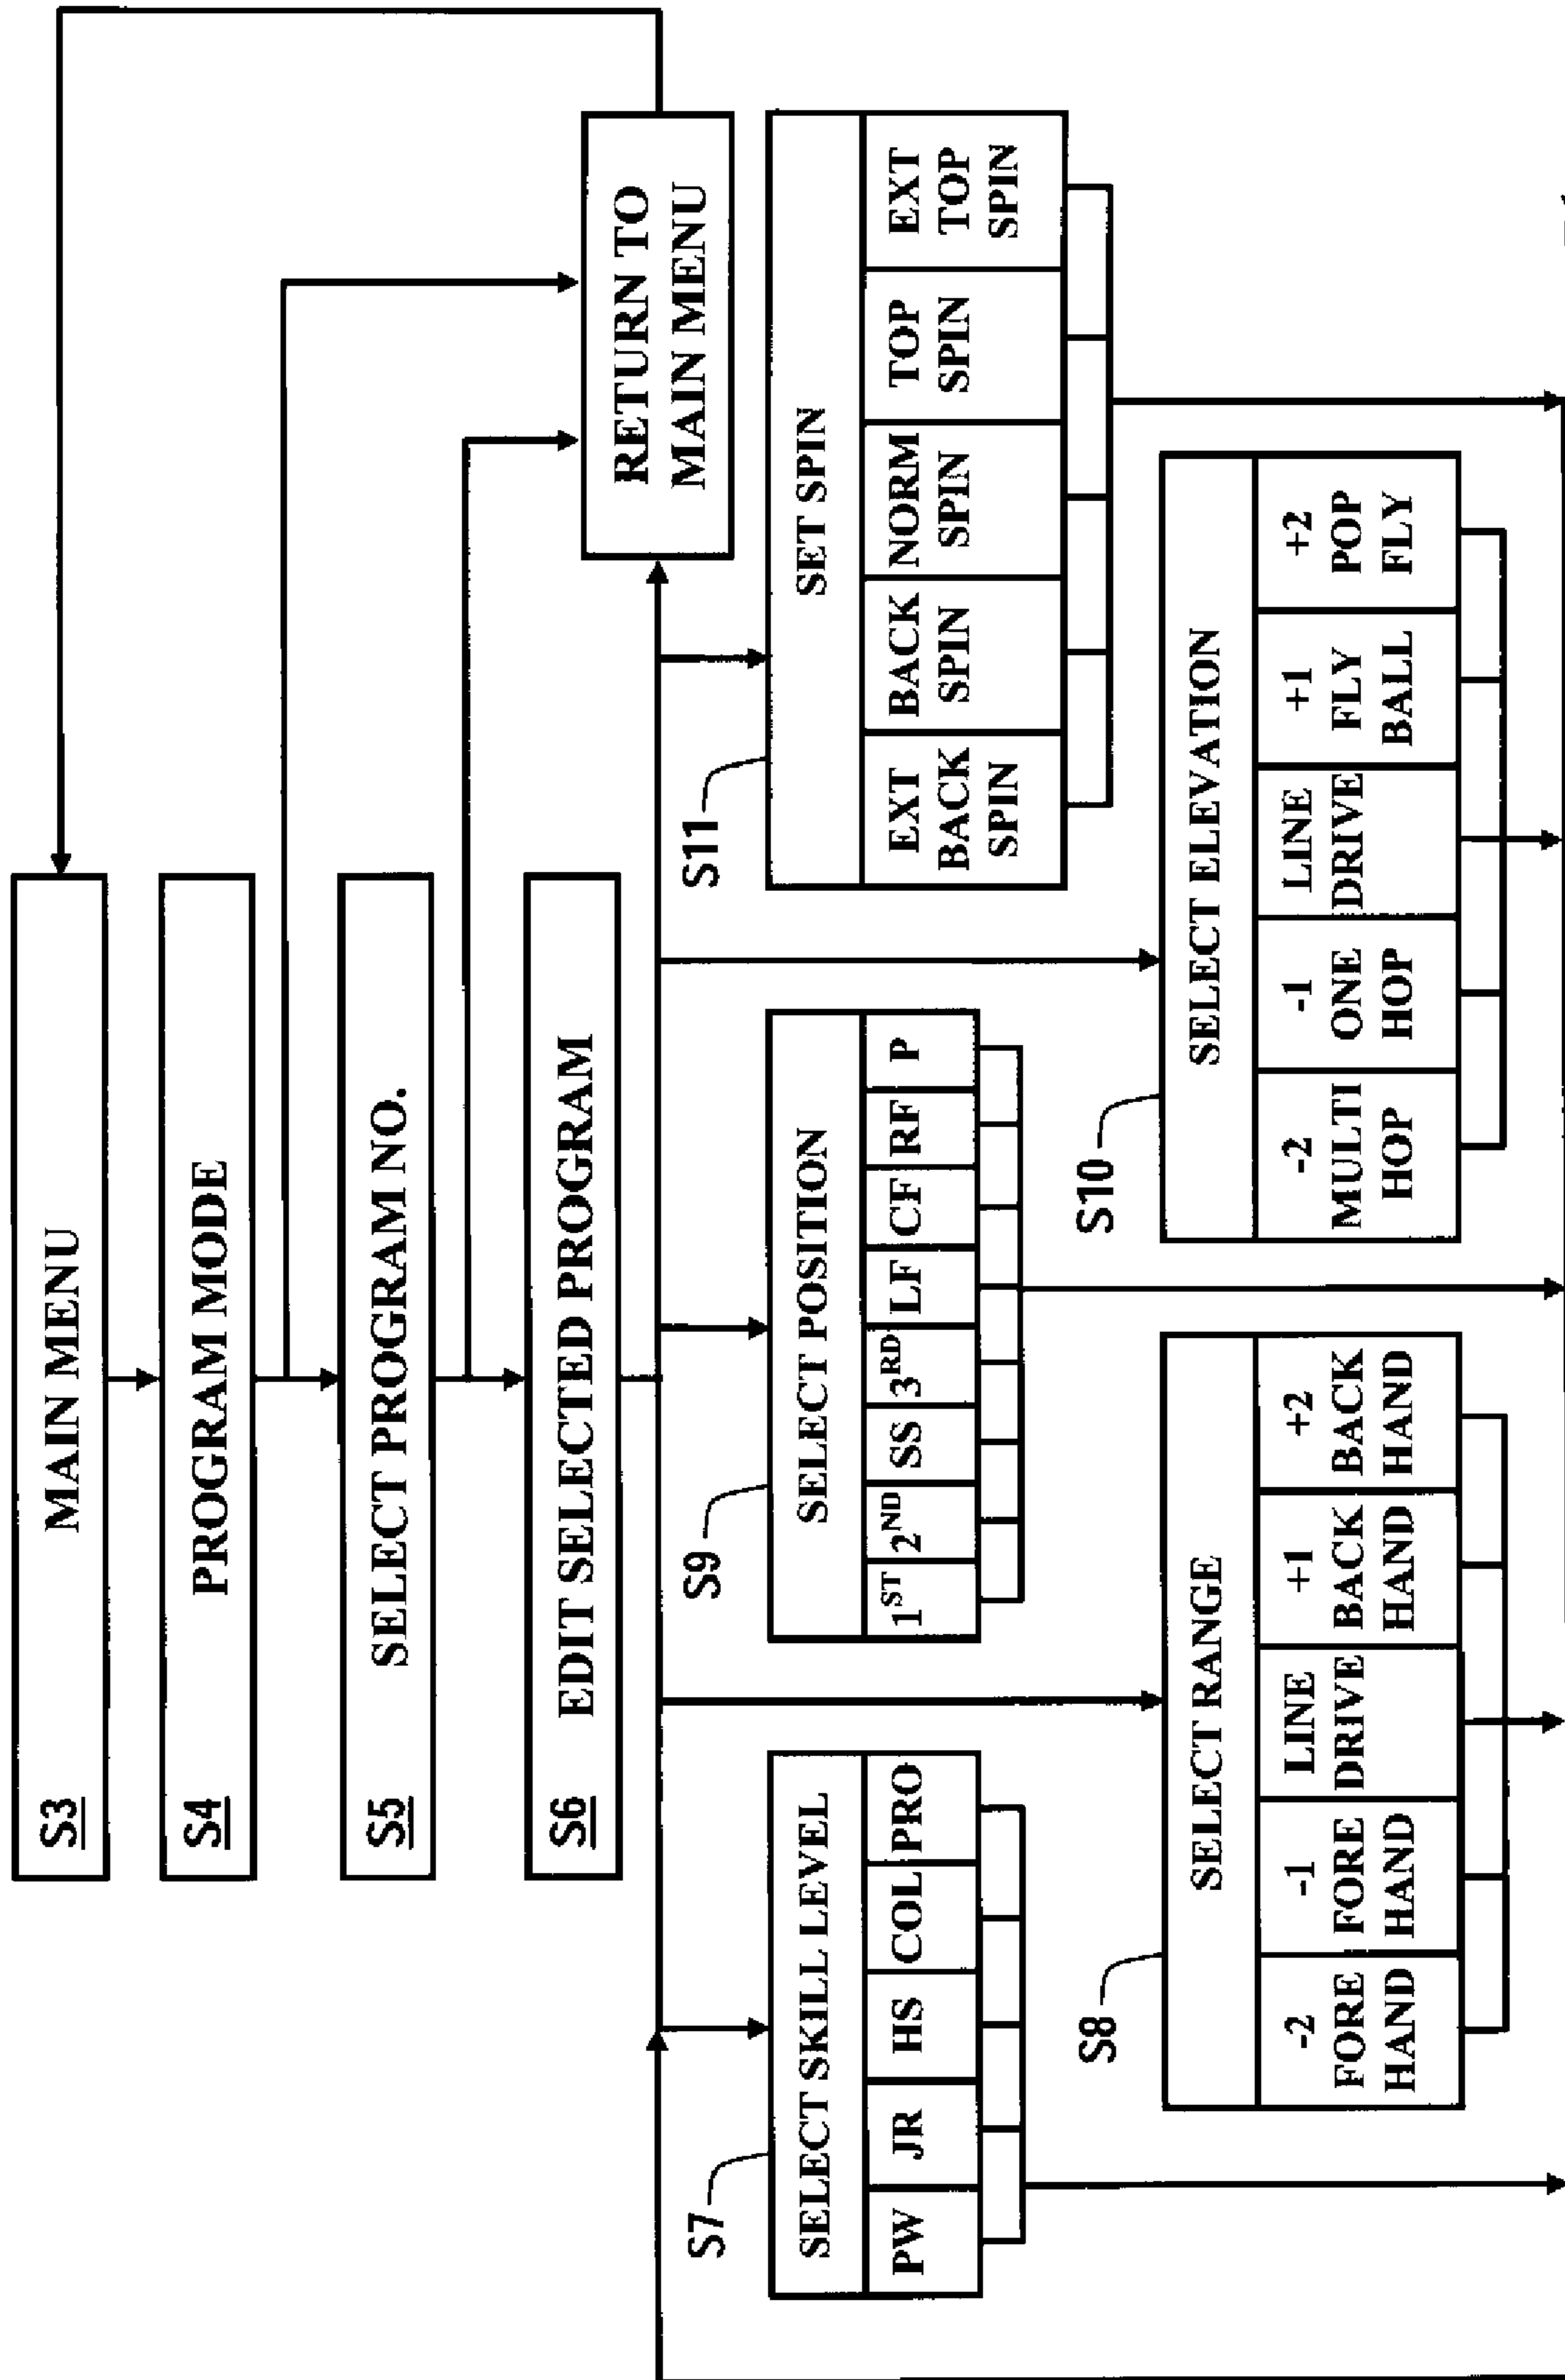 S3 MAIN MENU
S4 PROGRAM MODE
S5 SELECT PROGRAM NO.
S6 EDIT SELECTED PROGRAM
RETURN TO
MAIN MENU
S7
SELECT SKILL LEVEL
PW JR HS COL PRO
S9
SELECT POSITION
1ST 2ND SS 3RD LF CF RF P
S11
SET SPIN
EXT
BACK
SPIN
BACK
SPIN
NORM
SPIN
TOP
SPIN
EXT
TOP
SPIN
S8
SELECT RANGE
-2
FORE
HAND
-1
FORE
HAND
LINE
DRIVE
+1
BACK
HAND
+2
BACK
HAND
S10
SELECT ELEVATION
-2
MULTI
HOP
-1
ONE
HOP
LINE
DRIVE
+1
FLY
BALL
+2
POP
FLY